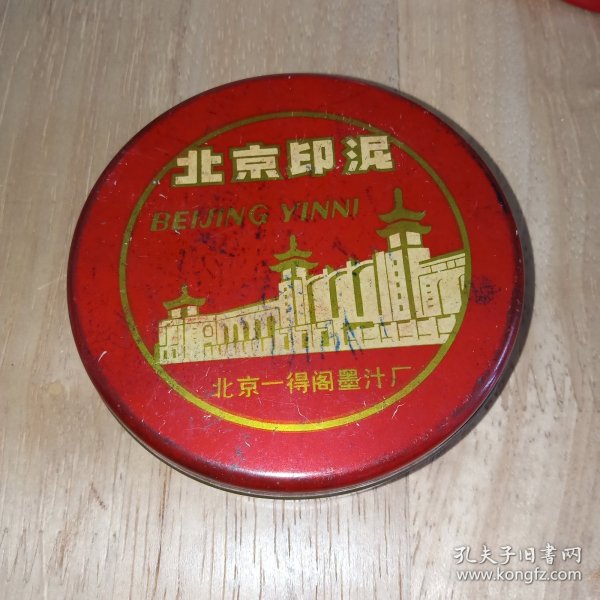 北京印泥
BEIJING YINNI
北京一得阁墨汁厂
孔夫子旧書网
www.kongfz.com